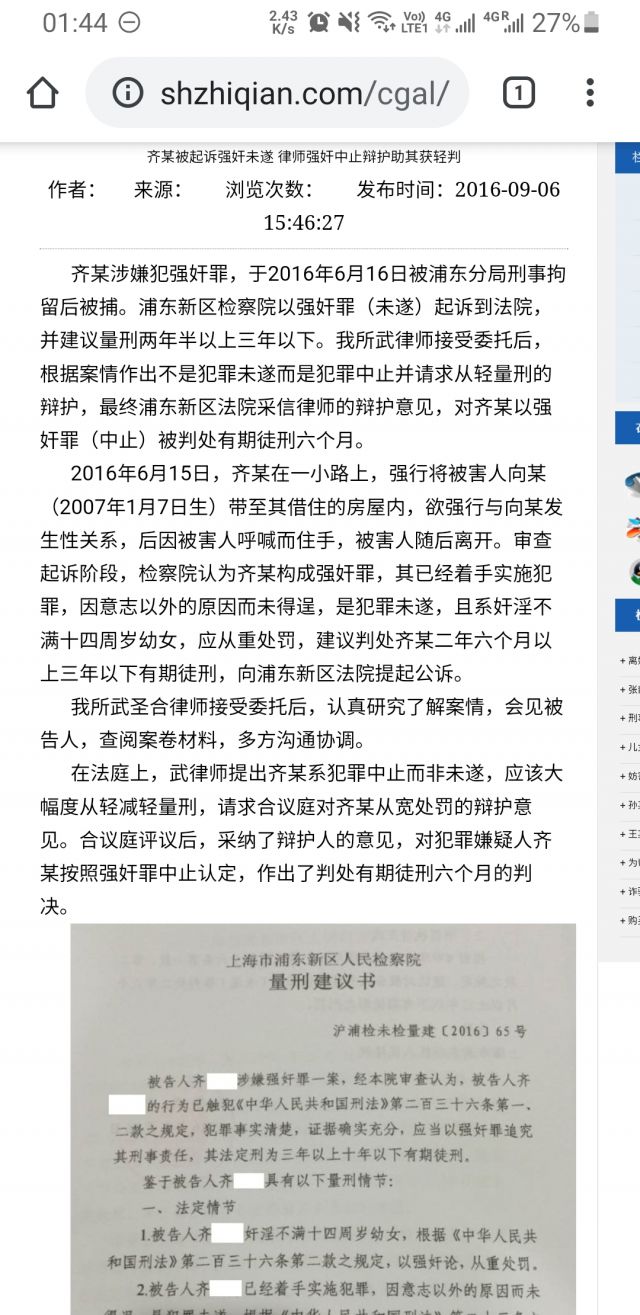 01:44
2.43
K/s
Vo))
LTE1
4G
4GR
27%
shzhiqian.com/cgal/
1
齐某被起诉强奸未遂 律师强奸中止辩护助其获轻判
作者： 来源： 浏览次数： 发布时间：2016-09-06
15:46:27
齐某涉嫌犯强奸罪，于2016年6月16日被浦东分局刑事拘
留后被捕。浦东新区检察院以强奸罪（未遂）起诉到法院，
并建议量刑两年半以上三年以下。我所武律师接受委托后，
根据案情作出不是犯罪未遂而是犯罪中止并请求从轻量刑的
辩护，最终浦东新区法院采信律师的辩护意见，对齐某以强
奸罪（中止）被判处有期徒刑六个月。
2016年6月15日，齐某在一小路上，强行将被害人向某
（2007年1月7日生）带至其借住的房屋内，欲强行与向某发
生性关系，后因被害人呼喊而住手，被害人随后离开。审查
起诉阶段，检察院认为齐某构成强奸罪，其已经着手实施犯
罪，因意志以外的原因而未得逞，是犯罪未遂，且系奸淫不
满十四周岁幼女，应从重处罚，建议判处齐某二年六个月以
上三年以下有期徒刑，向浦东新区法院提起公诉。
我所武圣合律师接受委托后，认真研究了解案情，会见被
告人，查阅案卷材料，多方沟通协调。
在法庭上，武律师提出齐某系犯罪中止而非未遂，应该大
幅度从轻减轻量刑，请求合议庭对齐某从宽处罚的辩护意
见。合议庭评议后，采纳了辩护人的意见，对犯罪嫌疑人齐
某按照强奸罪中止认定，作出了判处有期徒刑六个月的判
决。
上海市浦东新区人民检察院
量刑建议书
沪浦检未检量建〔2016〕65号
被告人齐 涉嫌强奸罪一案，经本院审查认为，被告人齐
的行为已触犯《中华人民共和国刑法》第二百三十六条第一、
二款之规定，犯罪事实清楚，证据确实充分，应当以强奸罪追究
其刑事责任，其法定刑为三年以上十年以下有期徒刑。
鉴于被告人齐 具有以下量刑情节：
一、法定情节
1.被告人齐 奸淫不满十四周岁幼女，根据《中华人民共
和国刑法》第二百三十六条第二款之规定，以强奸论，从重处罚。
2.被告人齐 已经着手实施犯罪，因意志以外的原因而未
+ 离
+ 张
+ 刑
+ 儿
+ 妨
+ 孙
+ 王
+ 为
+ 诈
+ 购